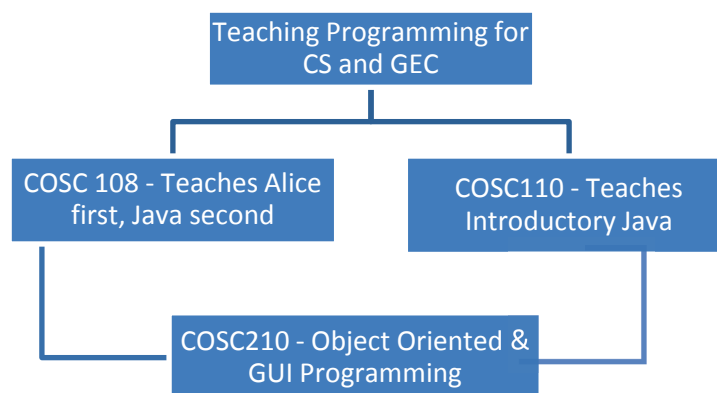 Teaching Programming for
CS and GEC
COSC 108 - Teaches Alice
first, Java second
COSC110 - Teaches
Introductory Java
COSC210 - Object Oriented &
GUI Programming